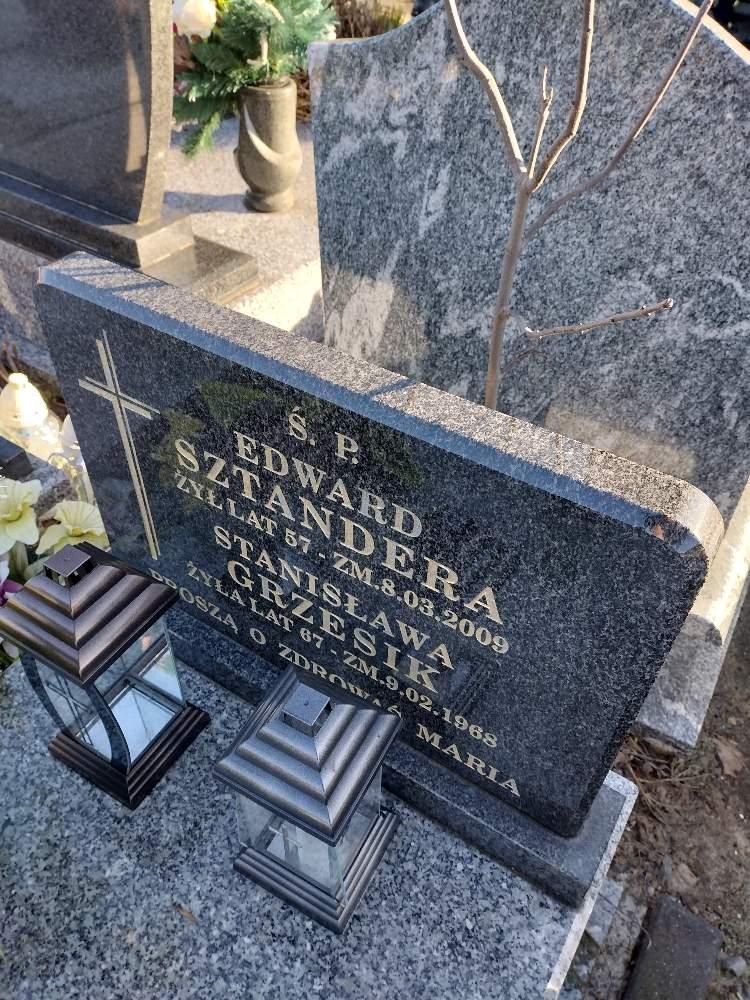 Ś. P.
EDWARD
SZTANDERA
ŻYŁ LAT 57 - ZM.8.03.2009
STANISŁAWA
GRZESIK
ŻYŁA LAT 67 - ZM.9.02.1968
PROSZĄ O ZDROWAŚ MARIA